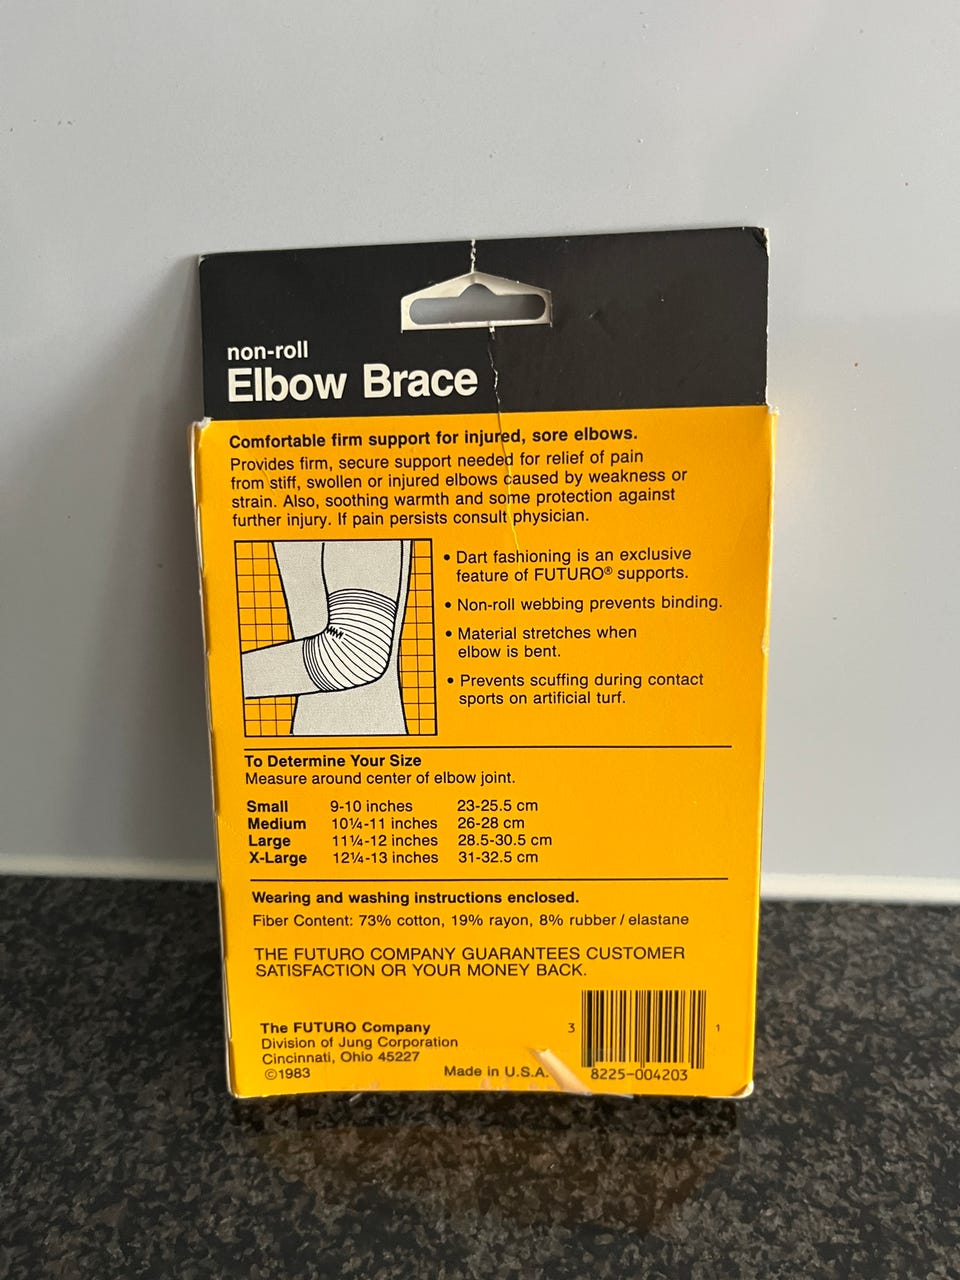 non-roll
Elbow Brace
Comfortable firm support for injured, sore elbows.
Provides firm, secure support needed for relief of pain
from stiff, swollen or injured elbows caused by weakness or
strain. Also, soothing warmth and some protection against
further injury. If pain persists consult physician.
• Dart fashioning is an exclusive
feature of FUTURO® supports.
• Non-roll webbing prevents binding.
• Material stretches when
elbow is bent.
• Prevents scuffing during contact
sports on artificial turf.
To Determine Your Size
Measure around center of elbow joint.
Small 9-10 inches 23-25.5 cm
Medium 10¼-11 inches 26-28 cm
Large 11¼-12 inches 28.5-30.5 cm
X-Large 12¼-13 inches 31-32.5 cm
Wearing and washing instructions enclosed.
Fiber Content: 73% cotton, 19% rayon, 8% rubber/elastane
THE FUTURO COMPANY GUARANTEES CUSTOMER
SATISFACTION OR YOUR MONEY BACK.
The FUTURO Company
Division of Jung Corporation
Cincinnati, Ohio 45227
©1983
Made in U.S.A.
3 1
8225-004203